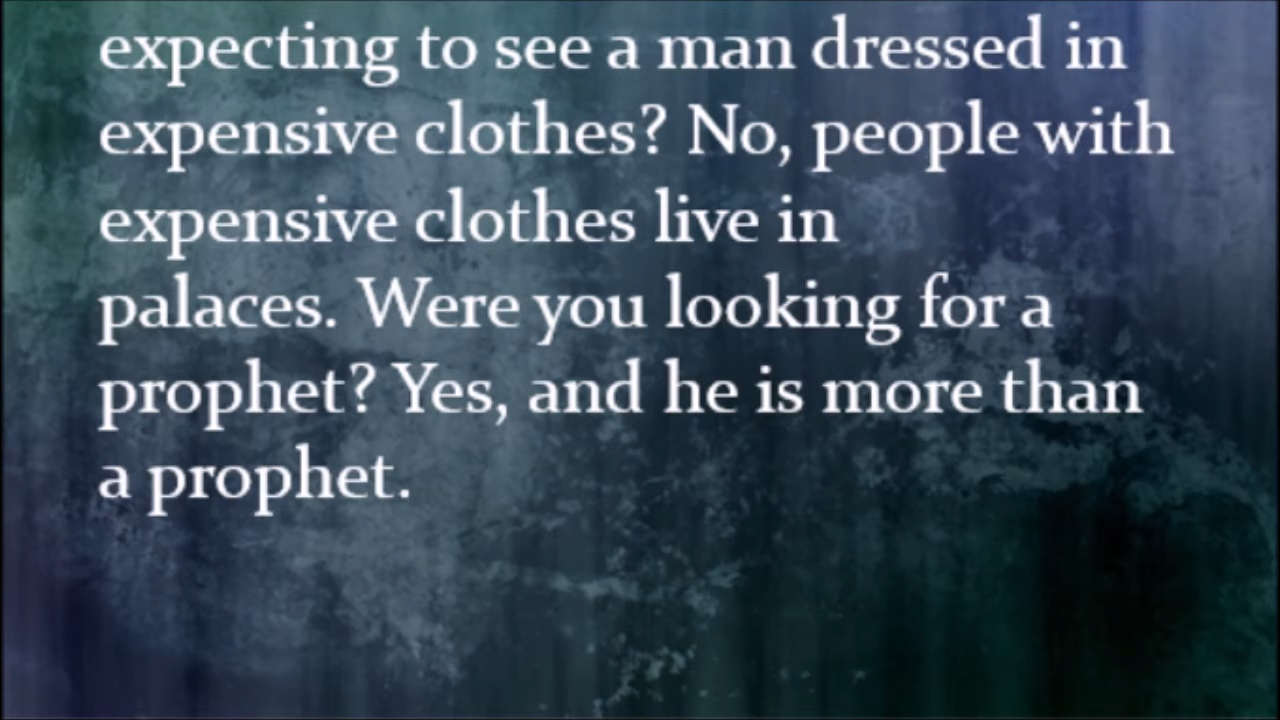 expecting to see a man dressed in
expensive clothes? No, people with
expensive clothes live in
palaces. Were you looking for a
prophet? Yes, and he is more than
a prophet.